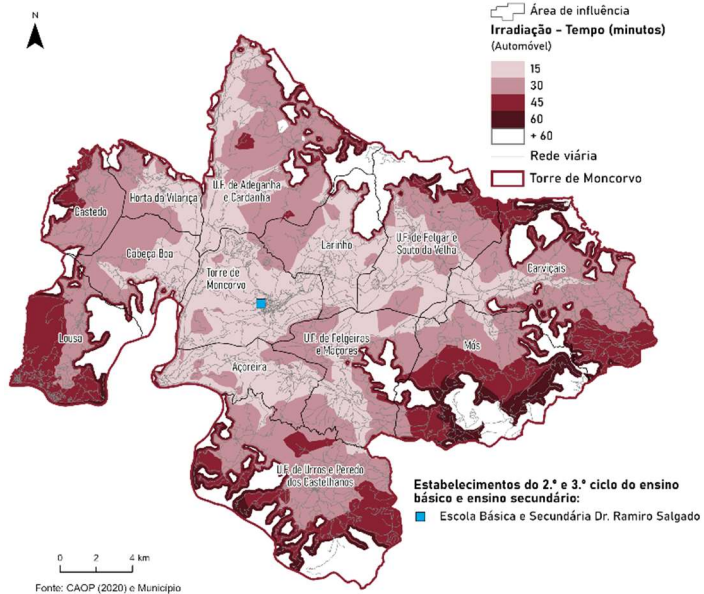 N
Área de influência
Irradiação – Tempo (minutos)
(Automóvel)
15
30
45
60
+ 60
Rede viária
Torre de Moncorvo
U.F. de Adeganha e
Cardanha
Horta da Vilariça
Castedo
Cabeça Boa
Larinho
U.F. de Felgar e
Souto da Velha
Torre de
Moncorvo
Carviçais
Lousa
U.F. de Felgeiras
e Maçores
Mós
Açoreira
U.F. de Urros e Peredo
dos Castelhanos
Estabelecimentos do 2.º e 3.º ciclo do ensino
básico e ensino secundário:
Escola Básica e Secundária Dr. Ramiro Salgado
0 2 4 km
Fonte: CAOP (2020) e Município